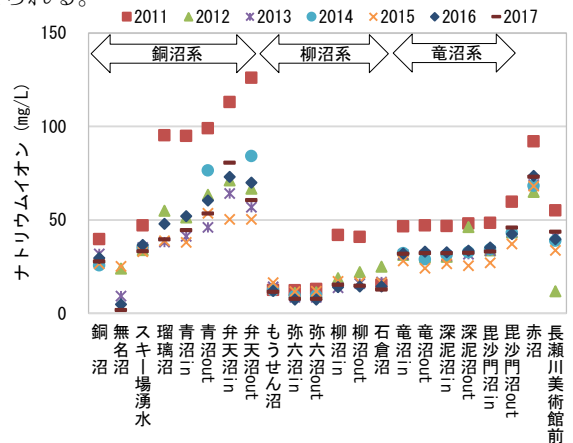 られる。
2011 2012 2013 2014 2015 2016 2017
150
100
50
0
ナトリウムイオン (mg/L)
銅沼系
柳沼系
竜沼系
銅 沼
無名沼
スキー場湧水
瑠璃沼
青沼in
青沼out
弁天沼in
弁天沼out
もうせん沼
弥六沼in
弥六沼out
柳沼in
柳沼out
石倉沼
竜沼in
竜沼out
深泥沼in
深泥沼out
毘沙門沼in
毘沙門沼out
赤沼
長瀬川美術館前